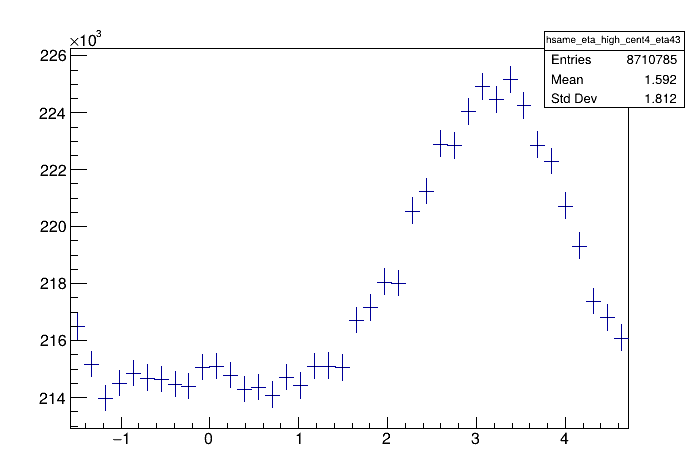 ×10³
hsame_eta_high_cent4_eta43
Entries 8710785
Mean 1.592
Std Dev 1.812
226
224
222
220
218
216
214
−1 0 1 2 3 4